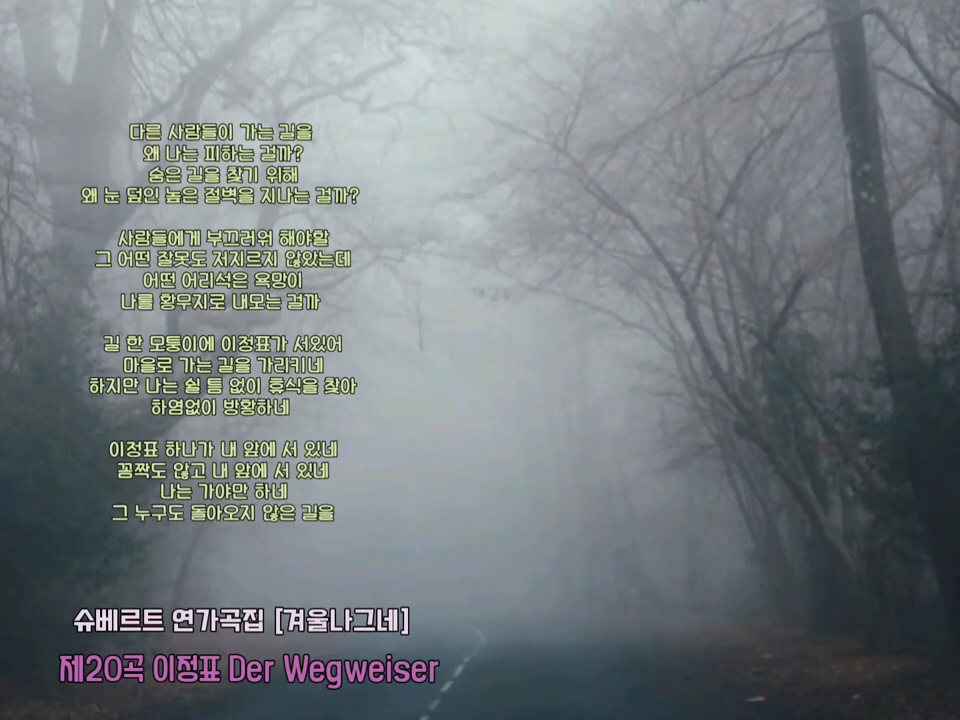 다른 사람들이 가는 길을
왜 나는 피하는 걸까?
숨은 길을 찾기 위해
왜 눈 덮인 높은 절벽을 지나는 걸까?
사람들에게 부끄러워 해야할
그 어떤 잘못도 저지르지 않았는데
어떤 어리석은 욕망이
나를 황무지로 내모는 걸까
길 한 모퉁이에 이정표가 서있어
마을로 가는 길을 가리키네
하지만 나는 쉴 틈 없이 휴식을 찾아
하염없이 방황하네
이정표 하나가 내 앞에 서 있네
꼼짝도 않고 내 앞에 서 있네
나는 가야만 하네
그 누구도 돌아오지 않은 길을
슈베르트 연가곡집 [겨울나그네]
제20곡 이정표 Der Wegweiser